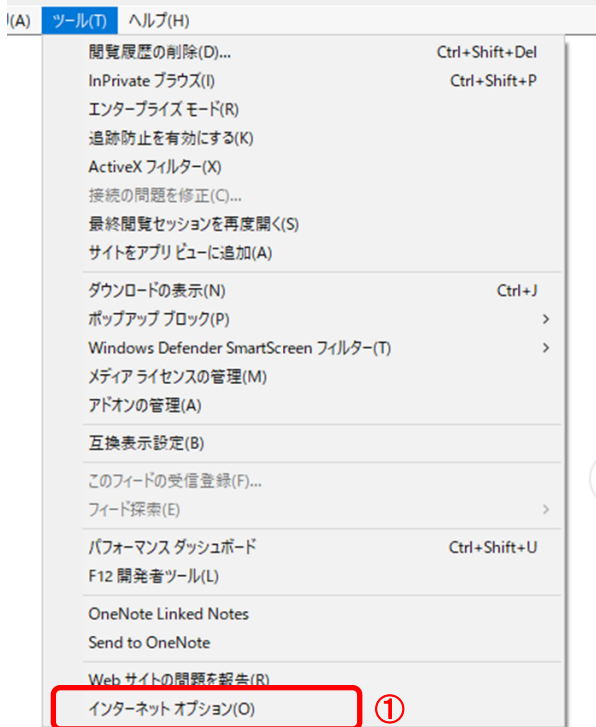 (A) ツール(T) ヘルプ(H)
閲覧履歴の削除(D)... Ctrl+Shift+Del
InPrivate ブラウズ(I) Ctrl+Shift+P
エンタープライズ モード(R)
追跡防止を有効にする(K)
ActiveX フィルター(X)
接続の問題を修正(C)...
最終閲覧セッションを再度開く(S)
サイトをアプリ ビューに追加(A)
ダウンロードの表示(N) Ctrl+J
ポップアップ ブロック(P)
Windows Defender SmartScreen フィルター(T)
メディア ライセンスの管理(M)
アドオンの管理(A)
互換表示設定(B)
このフィードの受信登録(F)...
フィード探索(E)
パフォーマンス ダッシュボード Ctrl+Shift+U
F12 開発者ツール(L)
OneNote Linked Notes
Send to OneNote
Web サイトの問題を報告(R)
インターネット オプション(O) ①